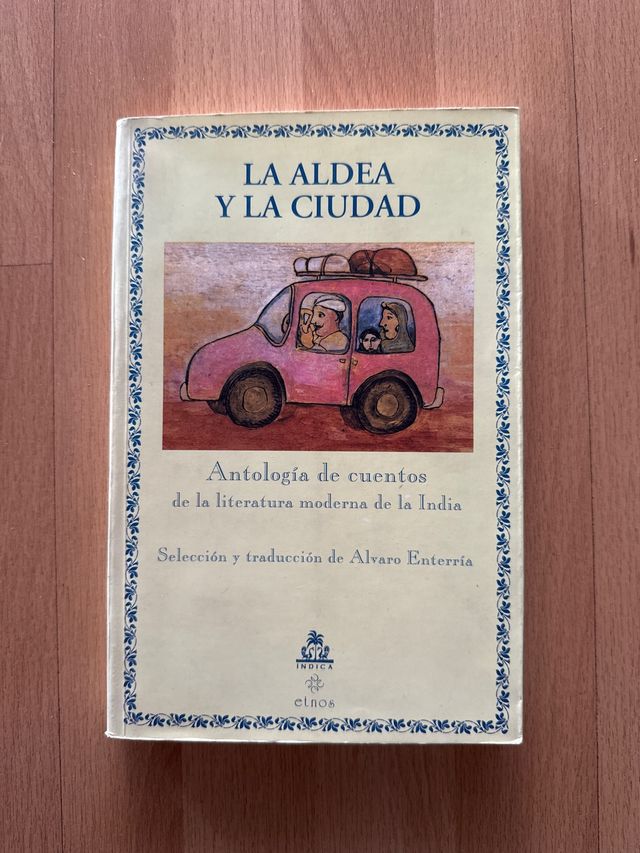 LA ALDEA
Y LA CIUDAD
Antología de cuentos
de la literatura moderna de la India
Selección y traducción de Alvaro Enterría
INDICA
etnos